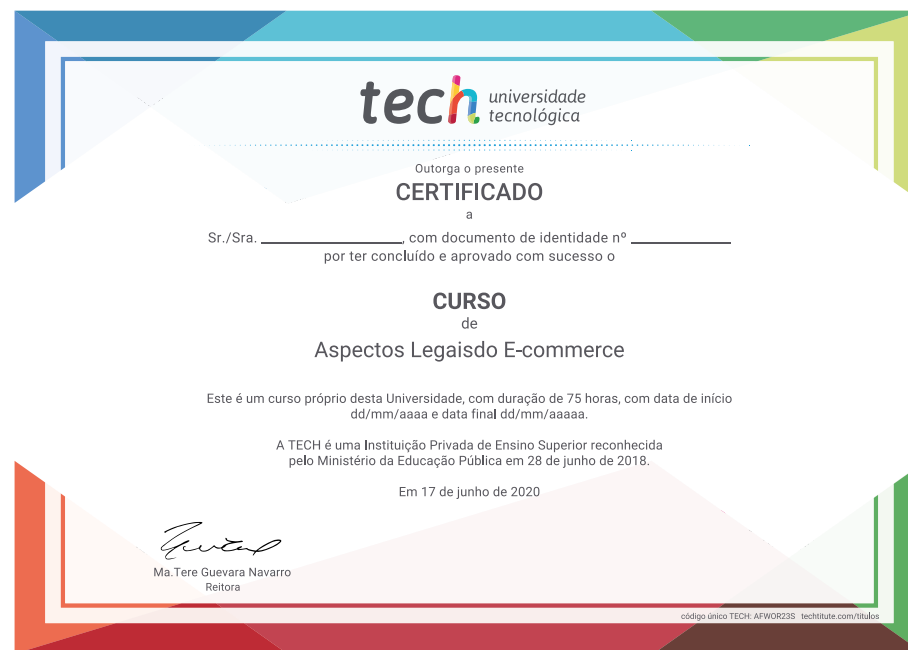 tech universidade
tecnológica
Outorga o presente
CERTIFICADO
a
Sr./Sra. ________________, com documento de identidade nº ____________
por ter concluído e aprovado com sucesso o
CURSO
de
Aspectos Legaisdo E-commerce
Este é um curso próprio desta Universidade, com duração de 75 horas, com data de início
dd/mm/aaaa e data final dd/mm/aaaaa.
A TECH é uma Instituição Privada de Ensino Superior reconhecida
pelo Ministério da Educação Pública em 28 de junho de 2018.
Em 17 de junho de 2020
Ma.Tere Guevara Navarro
Reitora
código único TECH: AFWOR23S techtitute.com/titulos